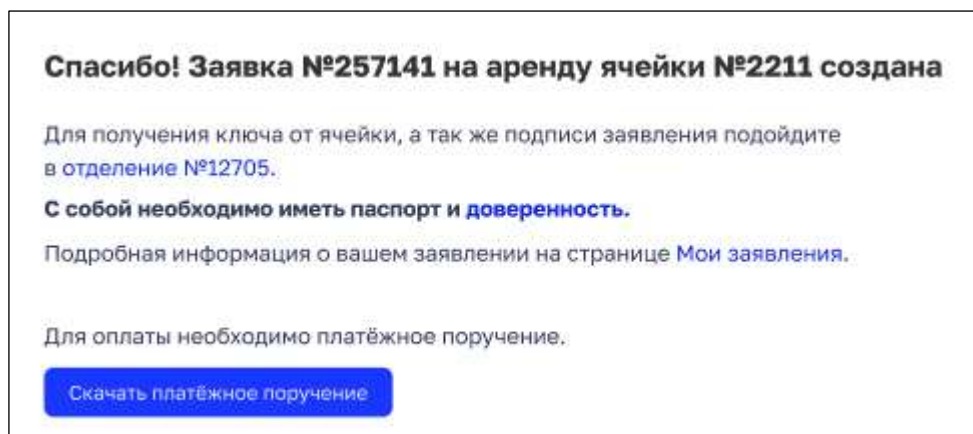 Спасибо! Заявка №257141 на аренду ячейки №2211 создана
Для получения ключа от ячейки, а так же подписи заявления подойдите
в отделение №12705.
С собой необходимо иметь паспорт и доверенность.
Подробная информация о вашем заявлении на странице Мои заявления.
Для оплаты необходимо платёжное поручение.
Скачать платёжное поручение